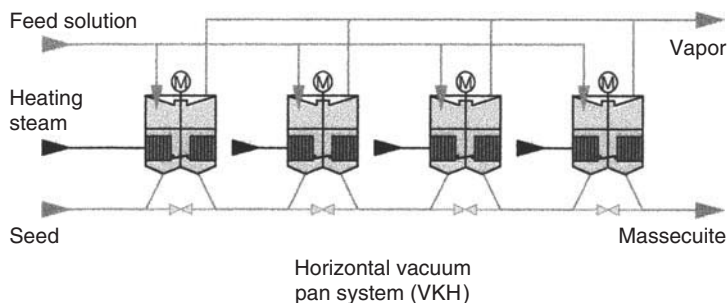 Feed solution
Vapor
M M M M
Heating
steam
Seed
Massecuite
Horizontal vacuum
pan system (VKH)